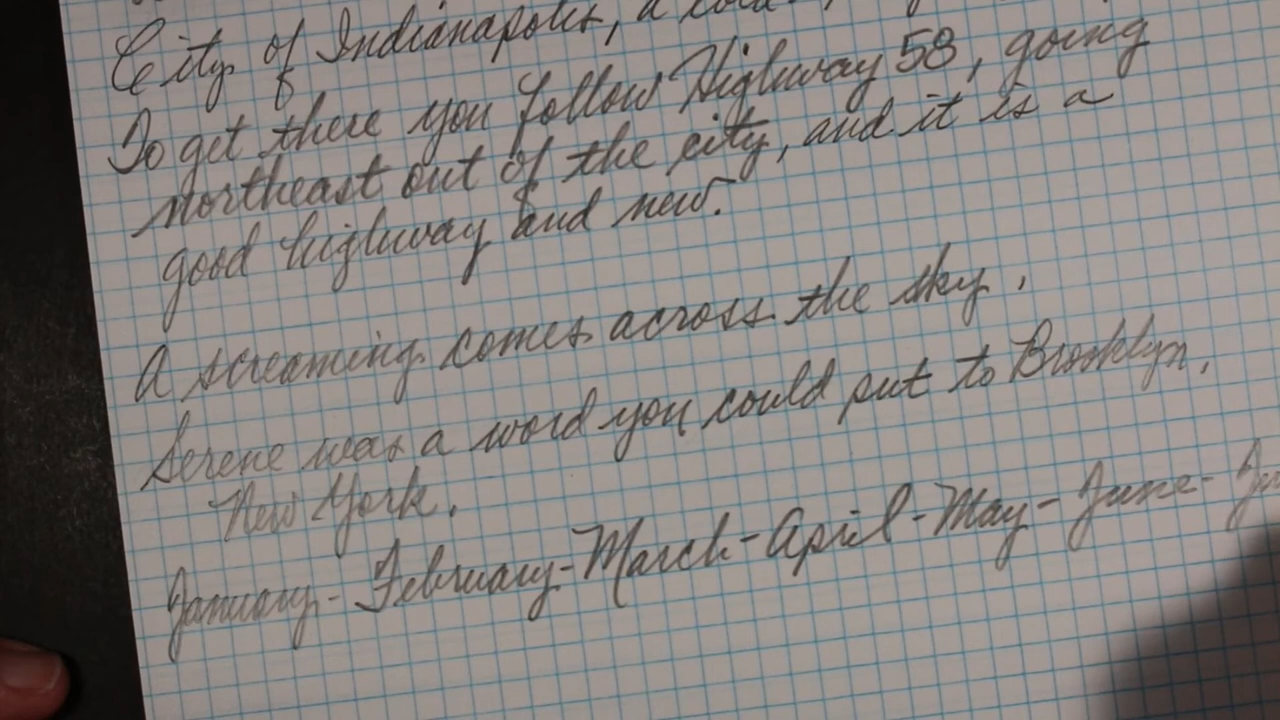 City of Indianapolis, a
To get there you follow Highway 58, going
northeast out of the city, and it is a
good highway and new.
A screaming comes across the sky.
Serene was a word you could put to Brooklyn,
New York.
January - February - March - April - May - June -